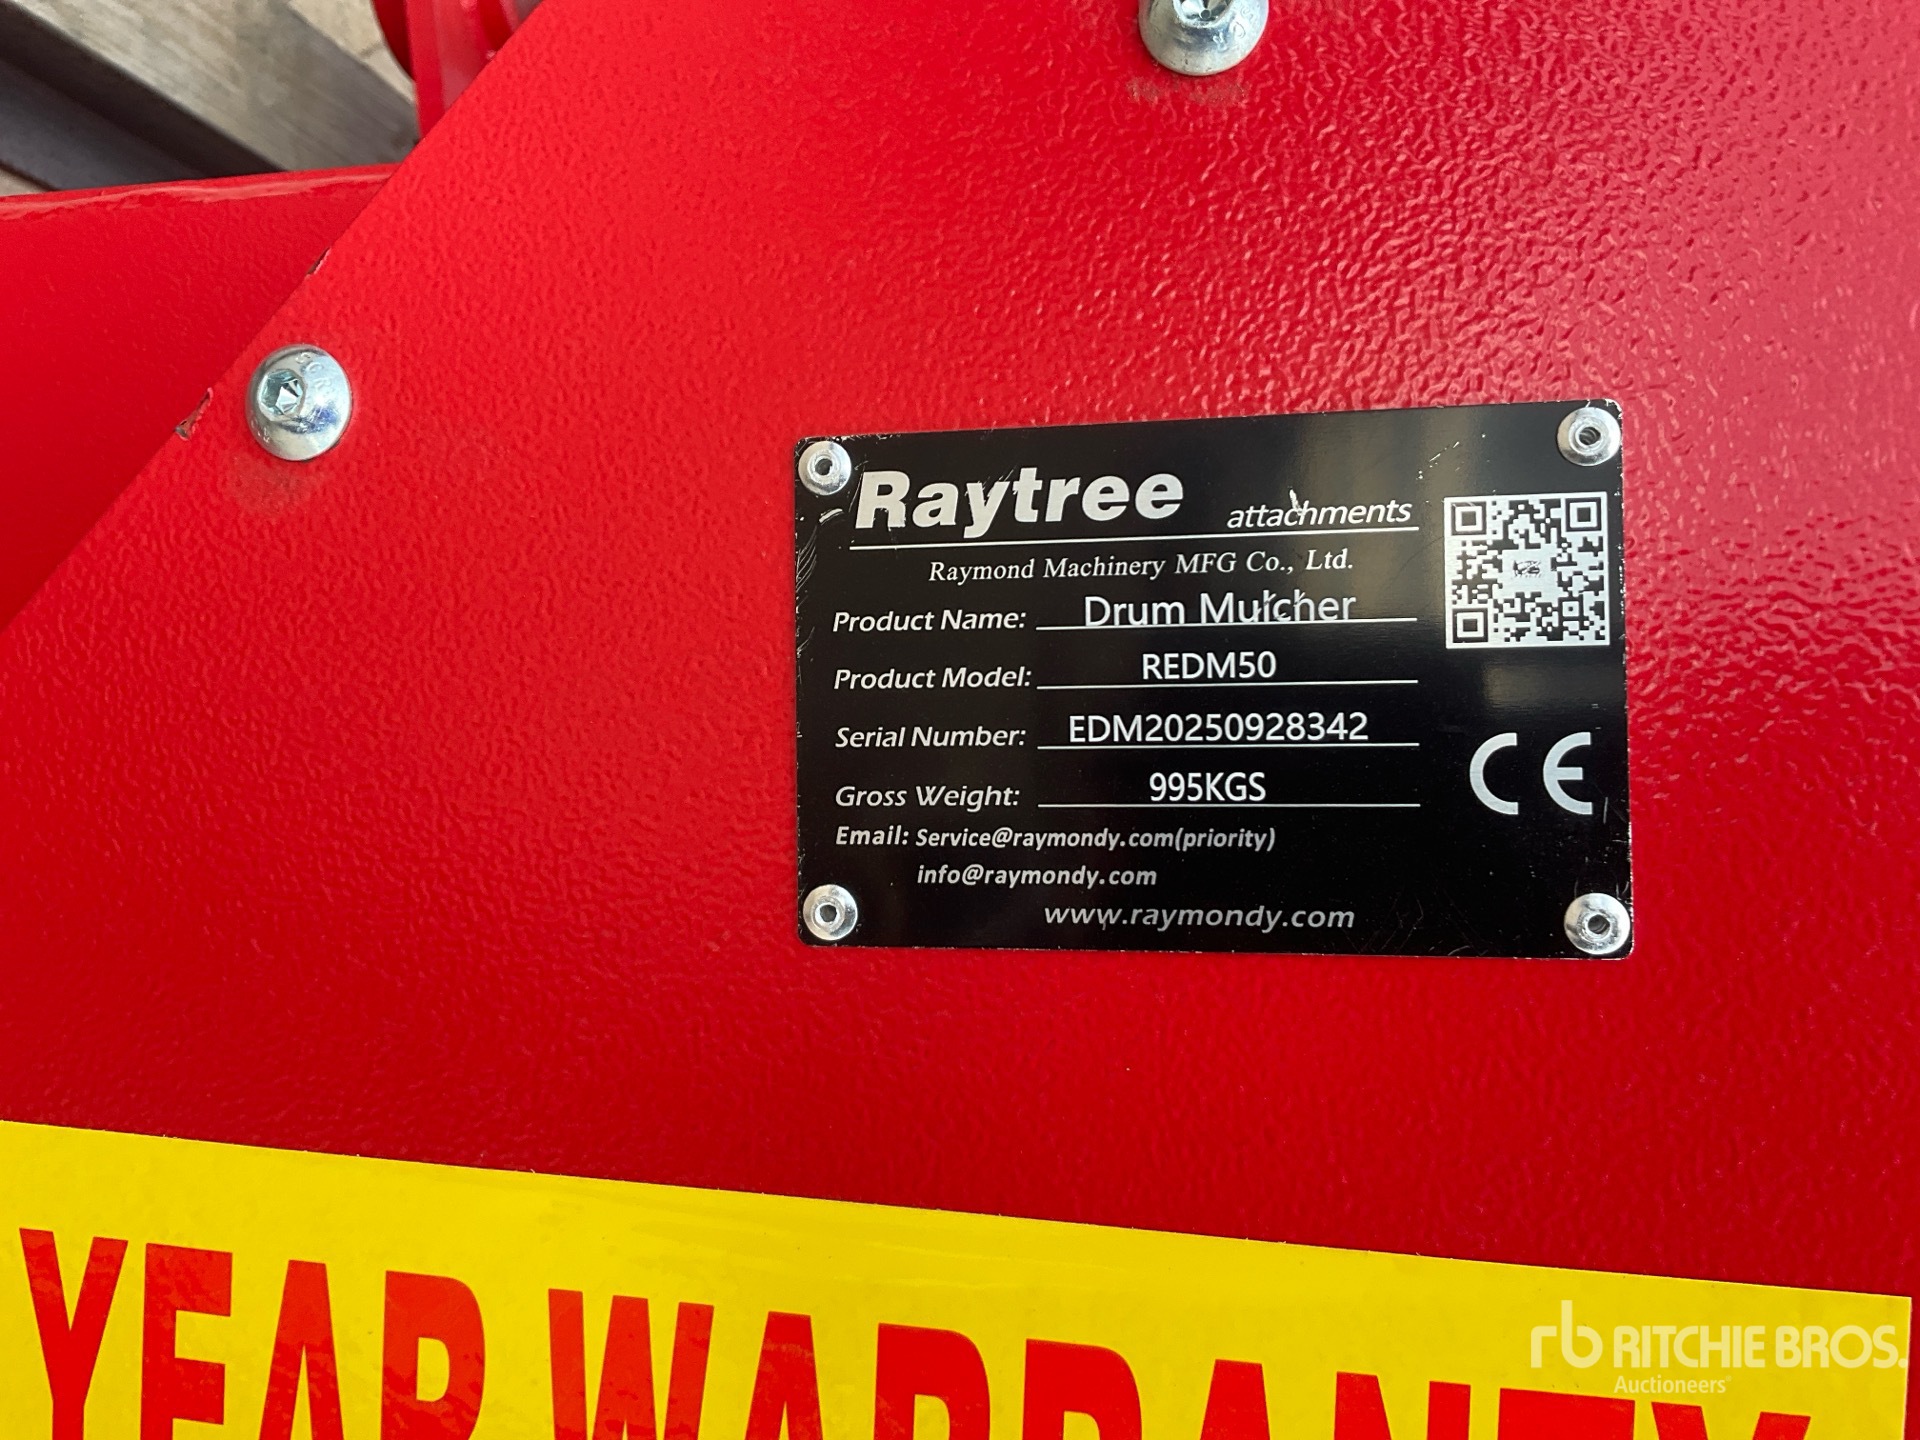 Raytree attachments
Raymond Machinery MFG Co., Ltd.
Product Name: Drum Mulcher
Product Model: REDM50
Serial Number: EDM20250928342
Gross Weight: 995KGS
Email: Service@raymondy.com(priority)
info@raymondy.com
www.raymondy.com
CE
YEAR WARRANTY
rb RITCHIE BROS.
Auctioneers